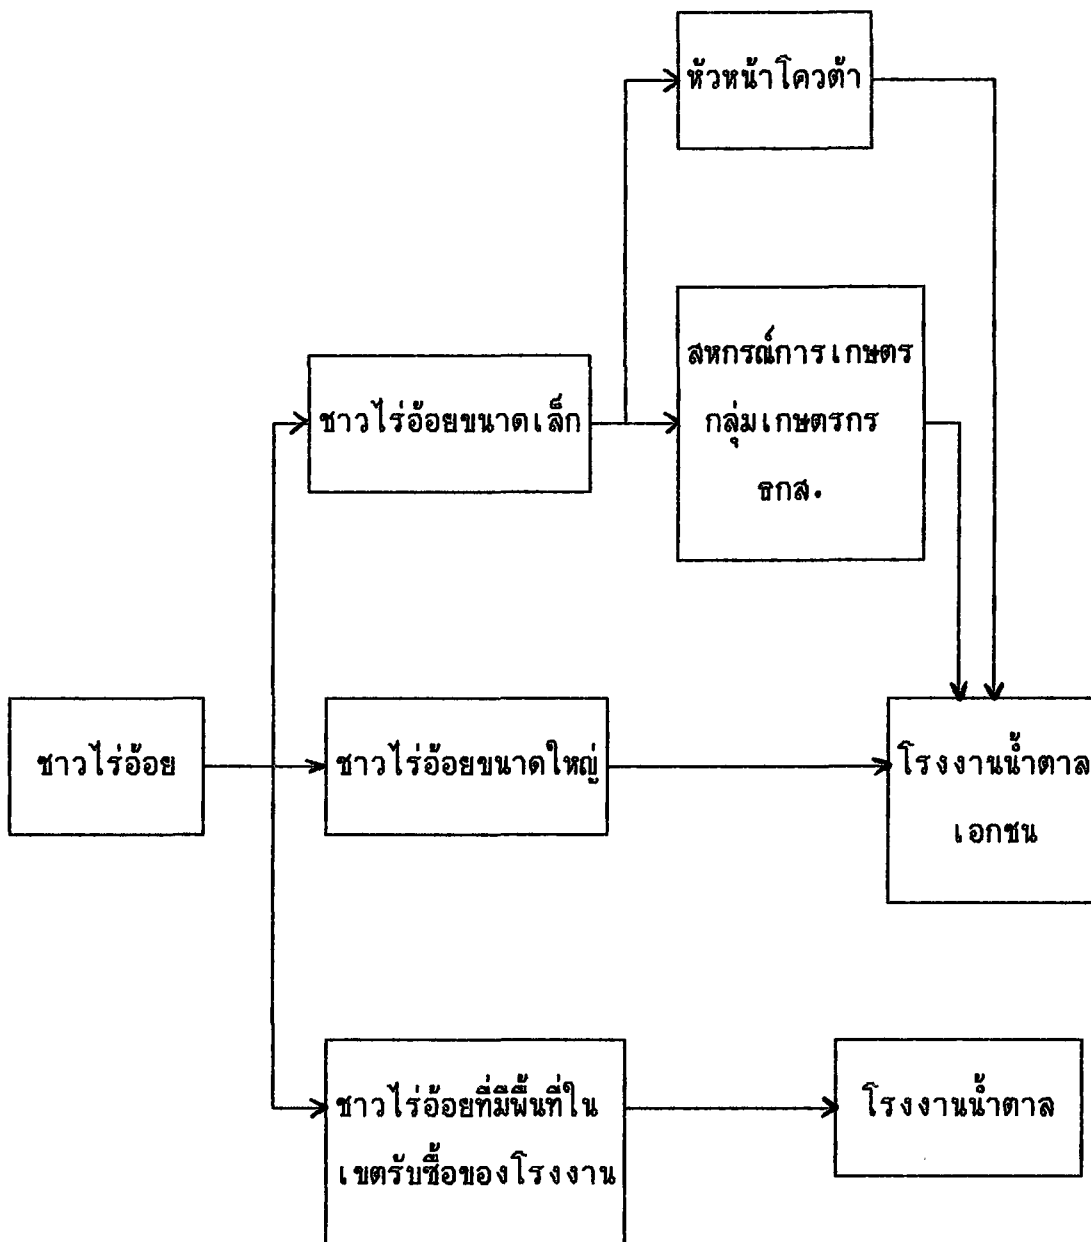 หัวหน้าโควต้า
สหกรณ์การเกษตร
กลุ่มเกษตรกร
ธกส.
ชาวไร่อ้อยขนาดเล็ก
ชาวไร่อ้อย
ชาวไร่อ้อยขนาดใหญ่
โรงงานน้ำตาล
เอกชน
ชาวไร่อ้อยที่มีพื้นที่ใน
เขตรับซื้อของโรงงาน
โรงงานน้ำตาล